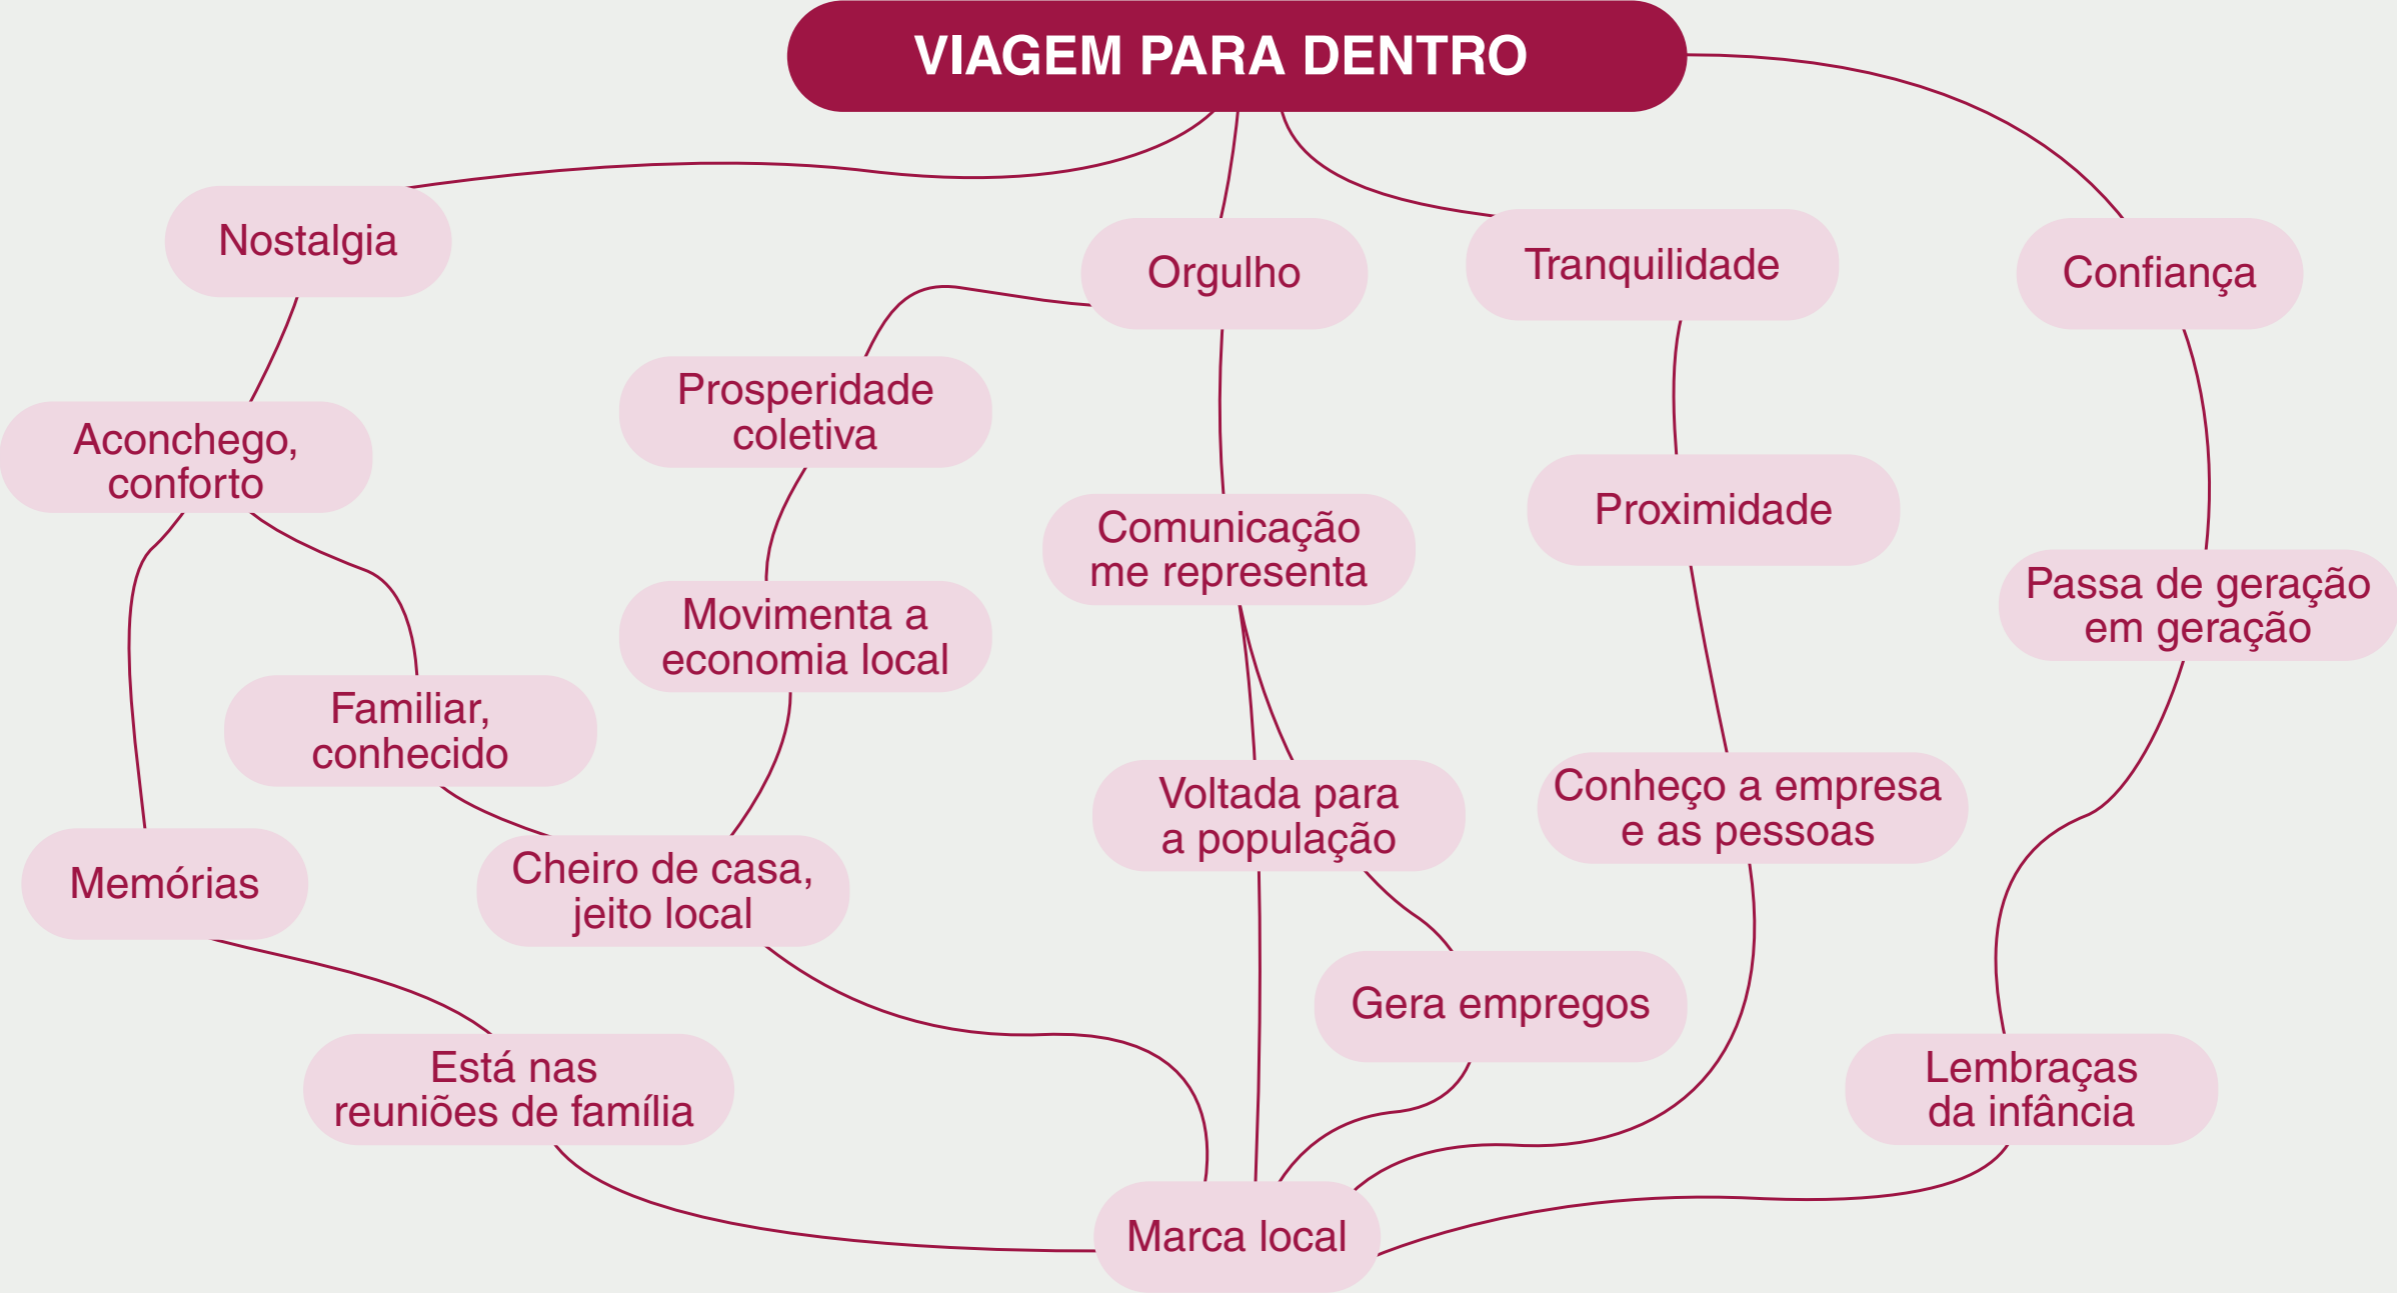 VIAGEM PARA DENTRO
Nostalgia
Orgulho
Tranquilidade
Confiança
Prosperidade
coletiva
Aconchego,
conforto
Comunicação
me representa
Proximidade
Passa de geração
em geração
Movimenta a
economia local
Familiar,
conhecido
Voltada para
a população
Conheço a empresa
e as pessoas
Memórias
Cheiro de casa,
jeito local
Gera empregos
Está nas
reuniões de família
Lembraças
da infância
Marca local